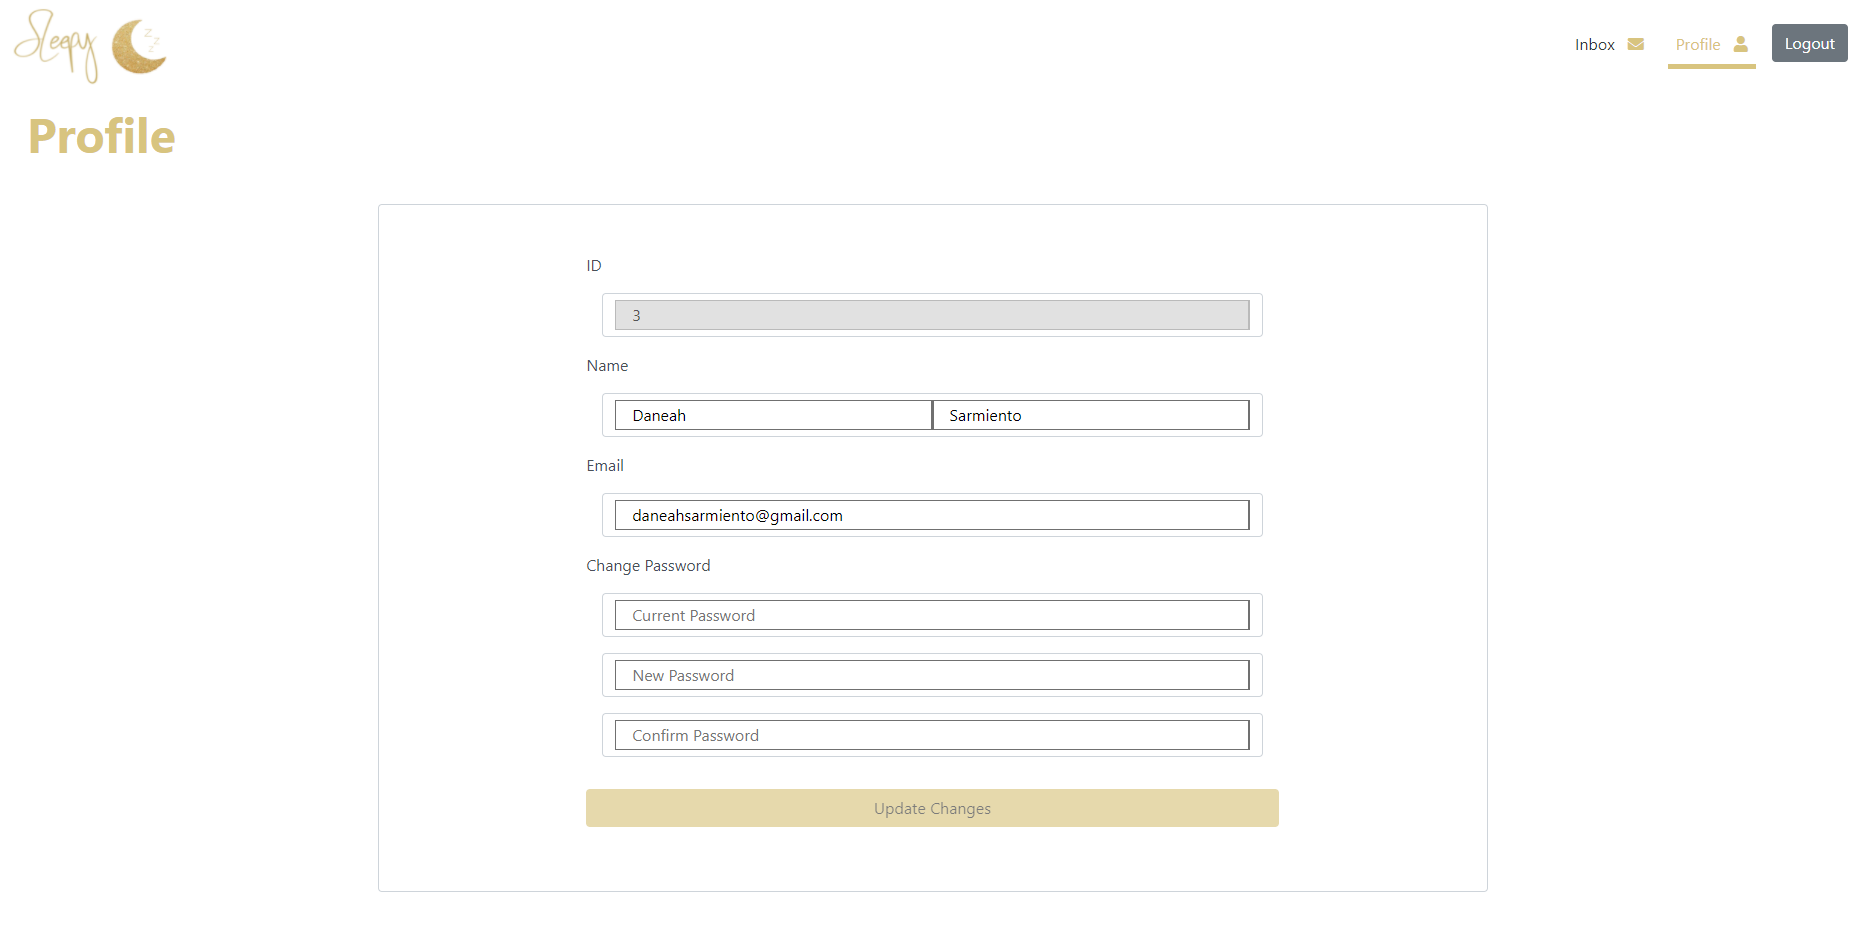 Sleepy z z z
Inbox Profile Logout
Profile
ID
3
Name
Daneah Sarmiento
Email
daneahsarmiento@gmail.com
Change Password
Current Password
New Password
Confirm Password
Update Changes